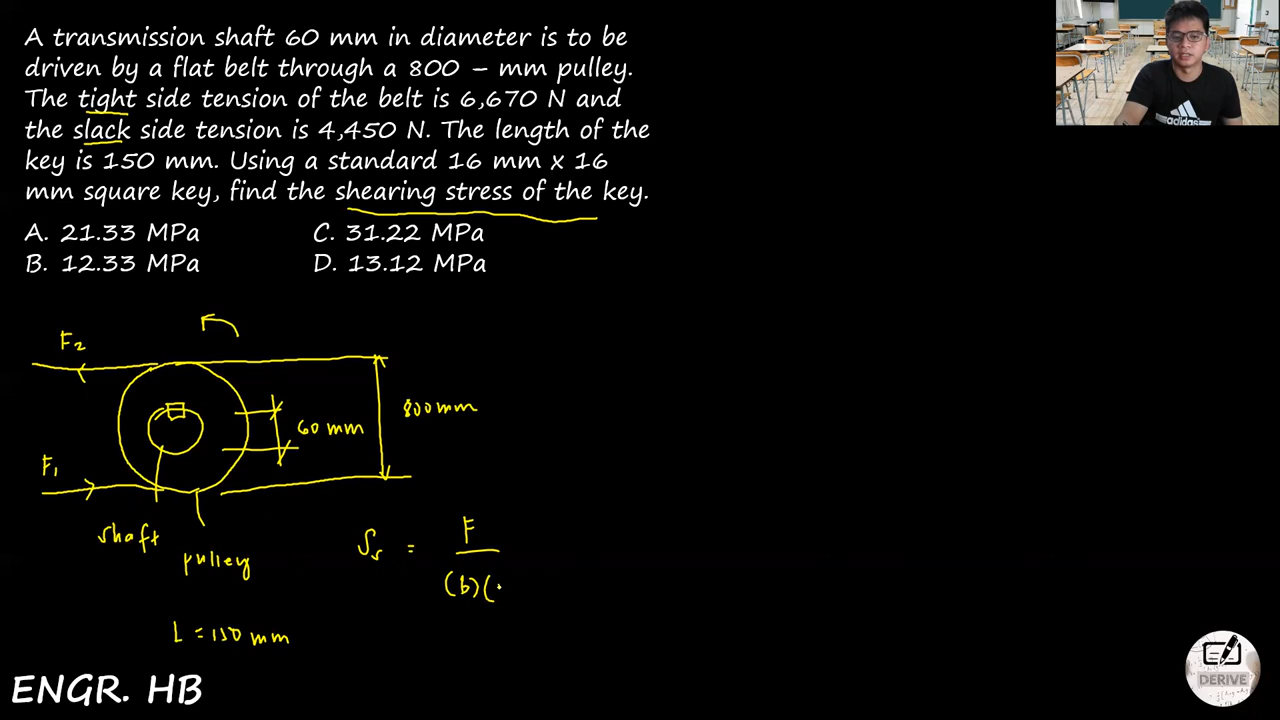 A transmission shaft 60 mm in diameter is to be
driven by a flat belt through a 800 – mm pulley.
The tight side tension of the belt is 6,670 N and
the slack side tension is 4,450 N. The length of the
key is 150 mm. Using a standard 16 mm x 16
mm square key, find the shearing stress of the key.
A. 21.33 MPa
C. 31.22 MPa
B. 12.33 MPa
D. 13.12 MPa
F2
800 mm
60 mm
F1
shaft
pulley
Ss = F
(b)(
L = 150 mm
ENGR. HB
adidas
DERIVE